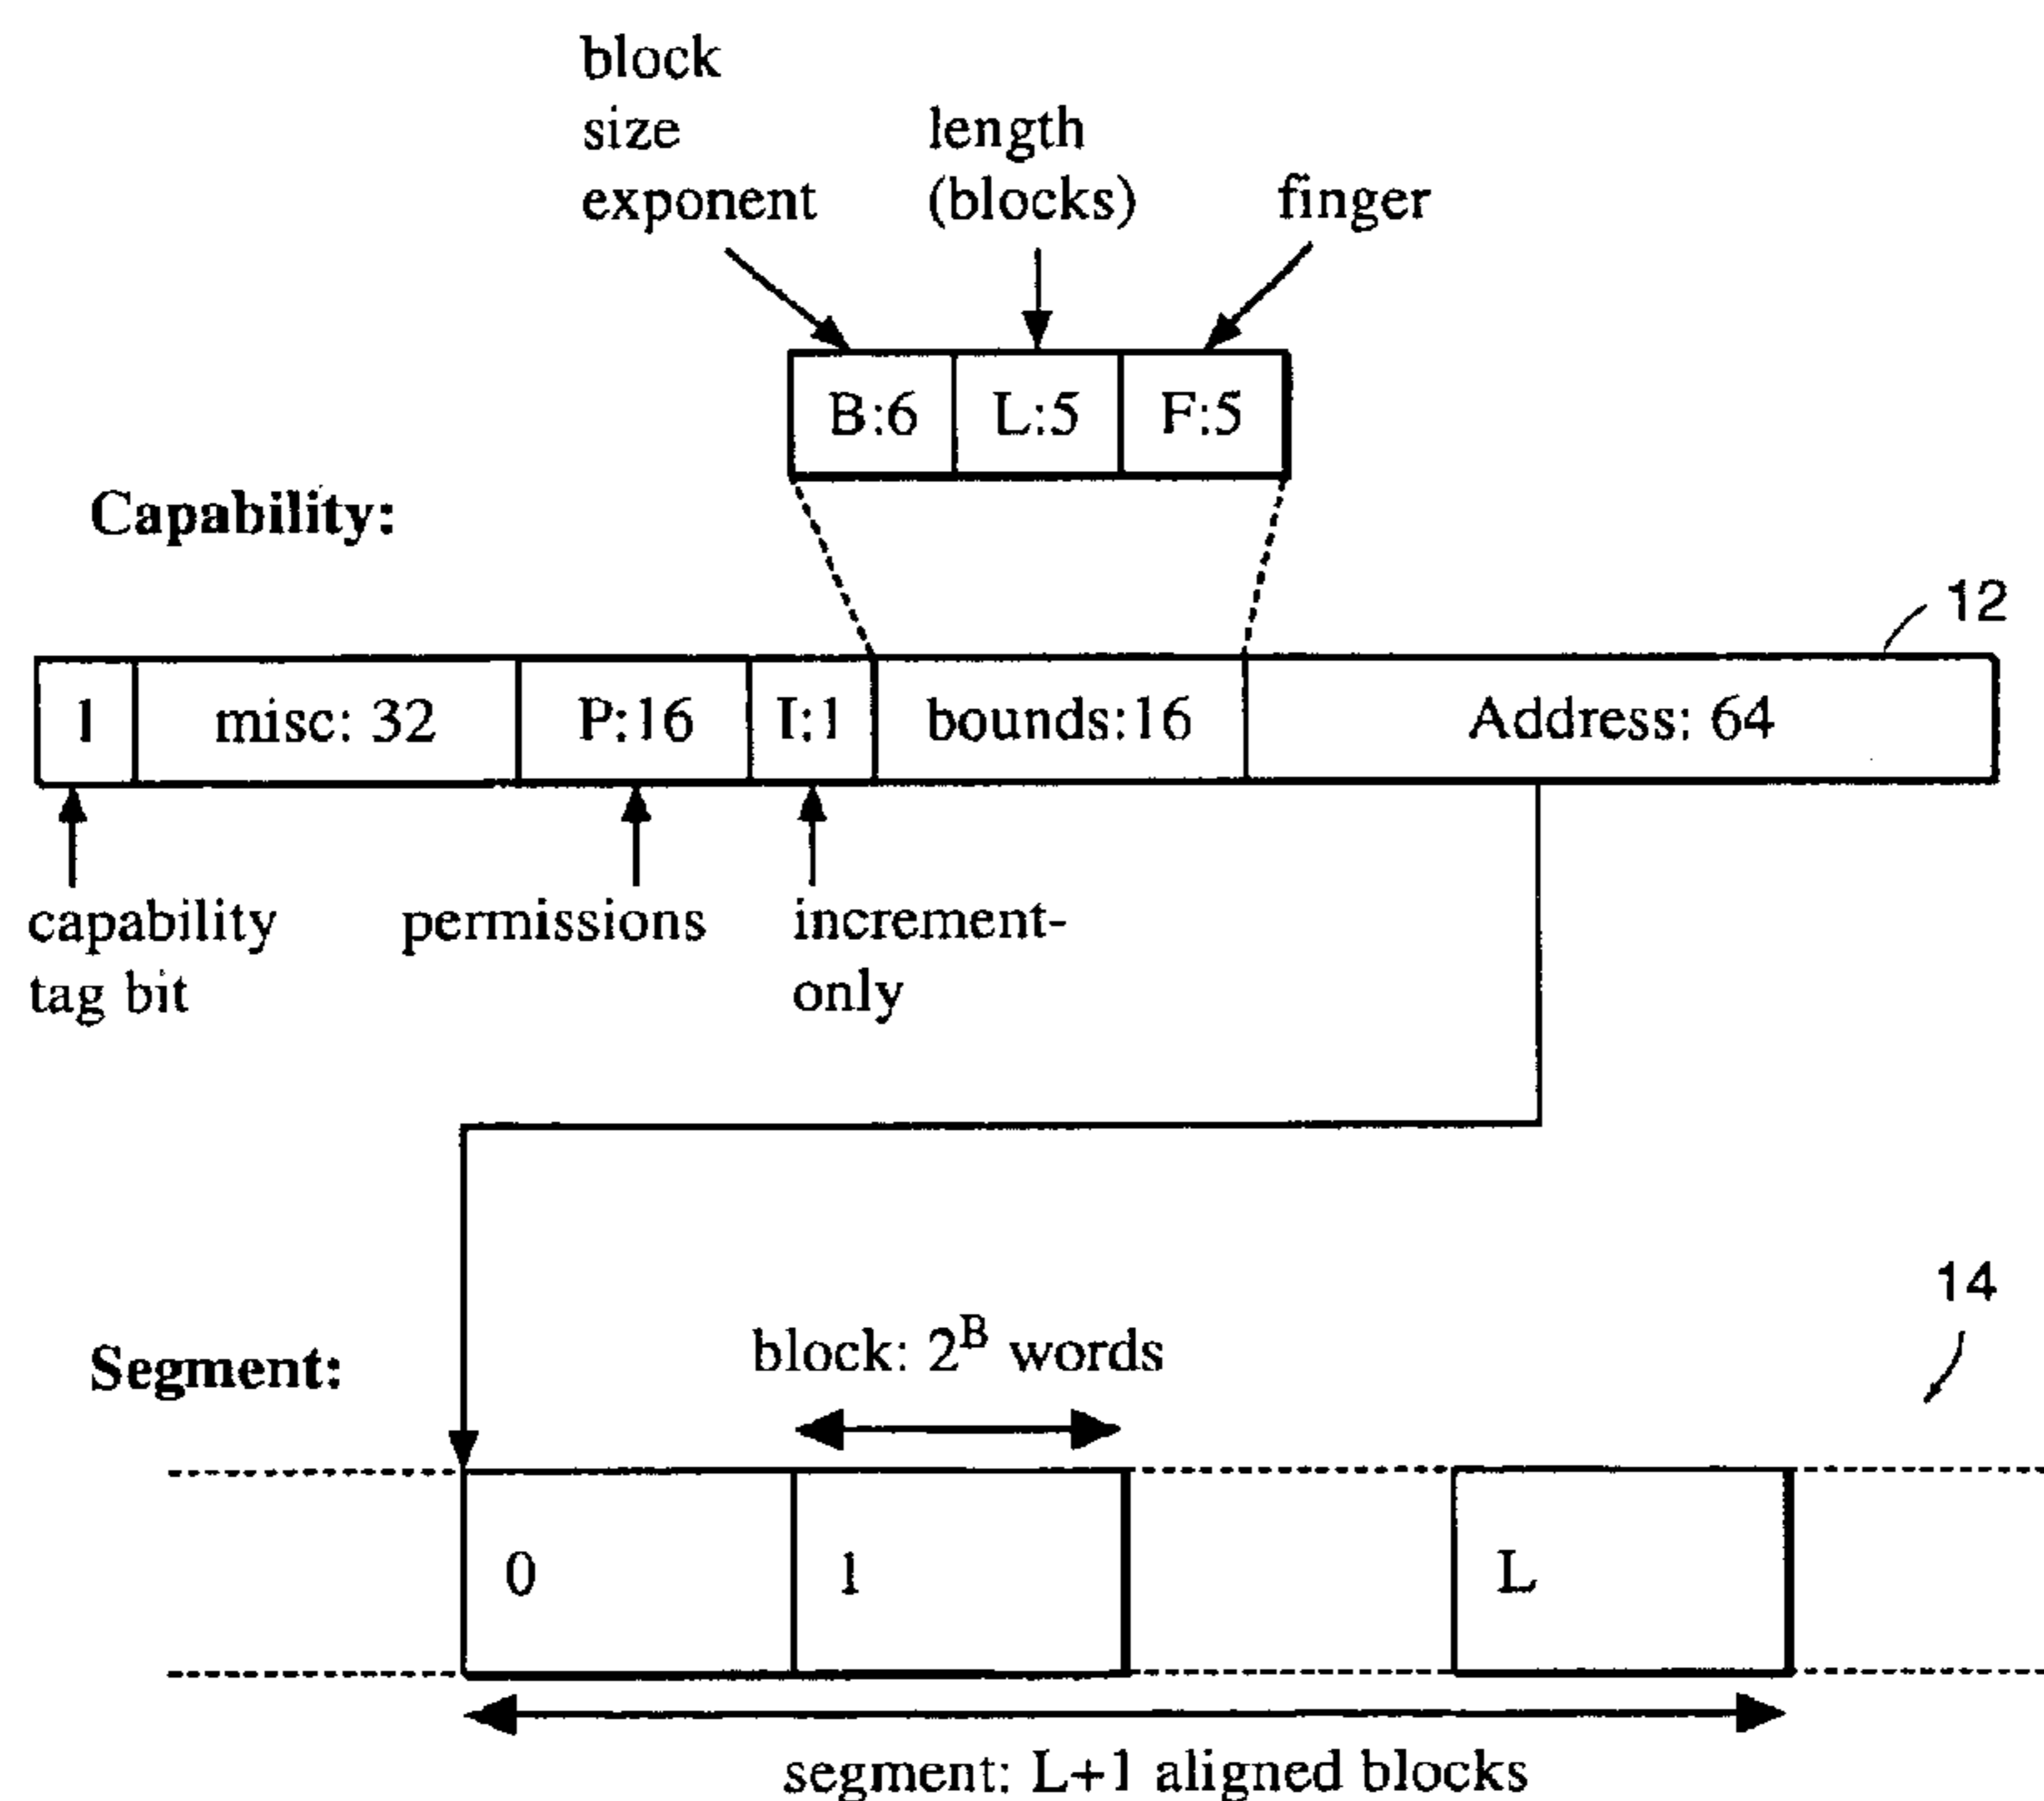 block
size
exponent
length
(blocks)
finger
B:6 L:5 F:5
Capability:
12
1 misc: 32 P:16 I:1 bounds:16 Address: 64
capability
tag bit
permissions
increment-
only
14
Segment:
block: 2^B words
0 1 L
segment: L+1 aligned blocks